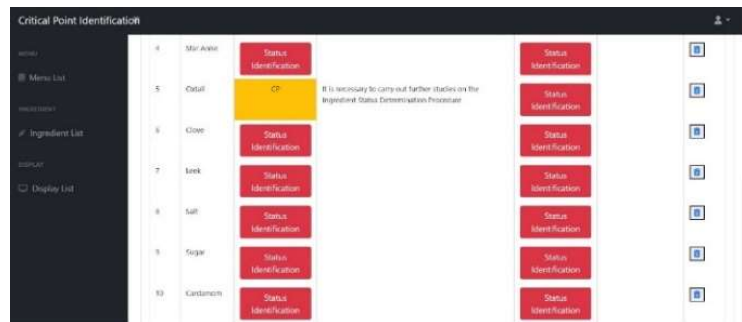 Critical Point Identification
MENU
Menu List
INGREDIENT
Ingredient List
DISPLAY
Display List
4 Star Anise Status Identification Status Identification
5 CP It is necessary to carry out further studies on the Ingredient Status Determination Procedure Status Identification
6 Clove Status Identification Status Identification
7 Leek Status Identification Status Identification
8 Salt Status Identification Status Identification
9 Sugar Status Identification Status Identification
10 Cardamom Status Identification Status Identification